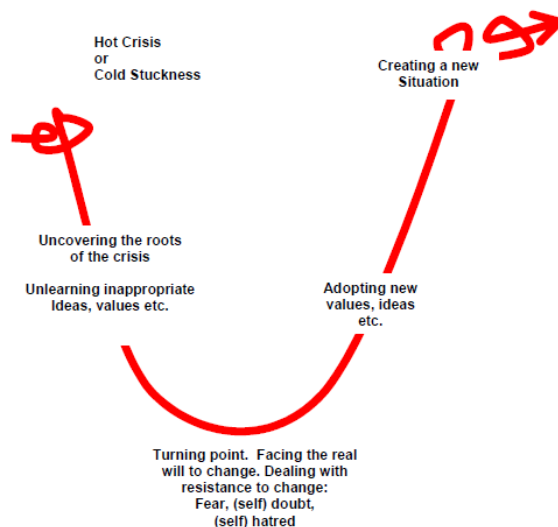 Hot Crisis
or
Cold Stuckness
Creating a new
Situation
Uncovering the roots
of the crisis
Unlearning inappropriate
Ideas, values etc.
Adopting new
values, ideas
etc.
Turning point.  Facing the real
will to change. Dealing with
resistance to change:
Fear, (self) doubt,
(self) hatred